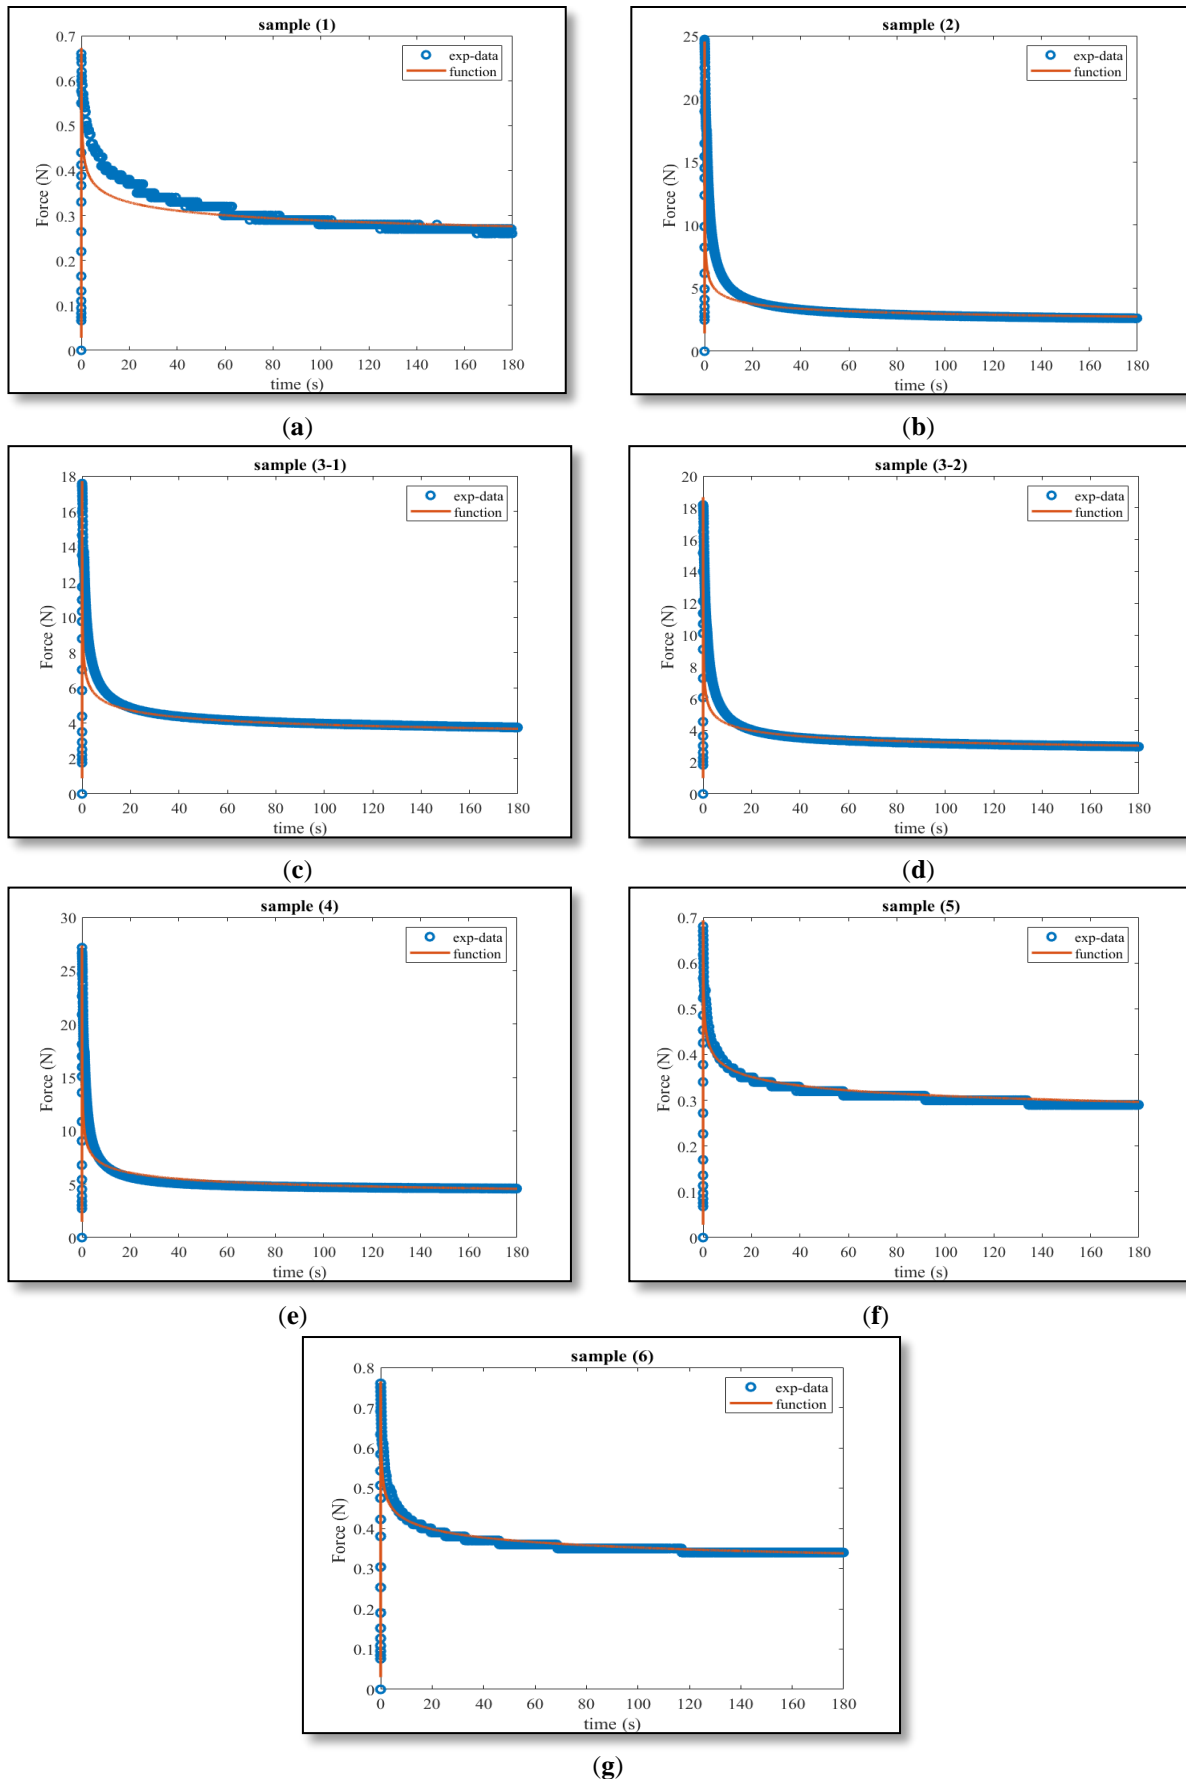 sample (1)
0.7
0.6
0.5
0.4
0.3
0.2
0.1
0
Force (N)
exp-data
function
0 20 40 60 80 100 120 140 160 180
time (s)
(a)
sample (2)
25
20
15
10
5
0
Force (N)
exp-data
function
0 20 40 60 80 100 120 140 160 180
time (s)
(b)
sample (3-1)
18
16
14
12
10
8
6
4
2
0
Force (N)
exp-data
function
0 20 40 60 80 100 120 140 160 180
time (s)
(c)
sample (3-2)
20
18
16
14
12
10
8
6
4
2
0
Force (N)
exp-data
function
0 20 40 60 80 100 120 140 160 180
time (s)
(d)
sample (4)
30
25
20
15
10
5
0
Force (N)
exp-data
function
0 20 40 60 80 100 120 140 160 180
time (s)
(e)
sample (5)
0.7
0.6
0.5
0.4
0.3
0.2
0.1
0
Force (N)
exp-data
function
0 20 40 60 80 100 120 140 160 180
time (s)
(f)
sample (6)
0.8
0.7
0.6
0.5
0.4
0.3
0.2
0.1
0
Force (N)
exp-data
function
0 20 40 60 80 100 120 140 160 180
time (s)
(g)